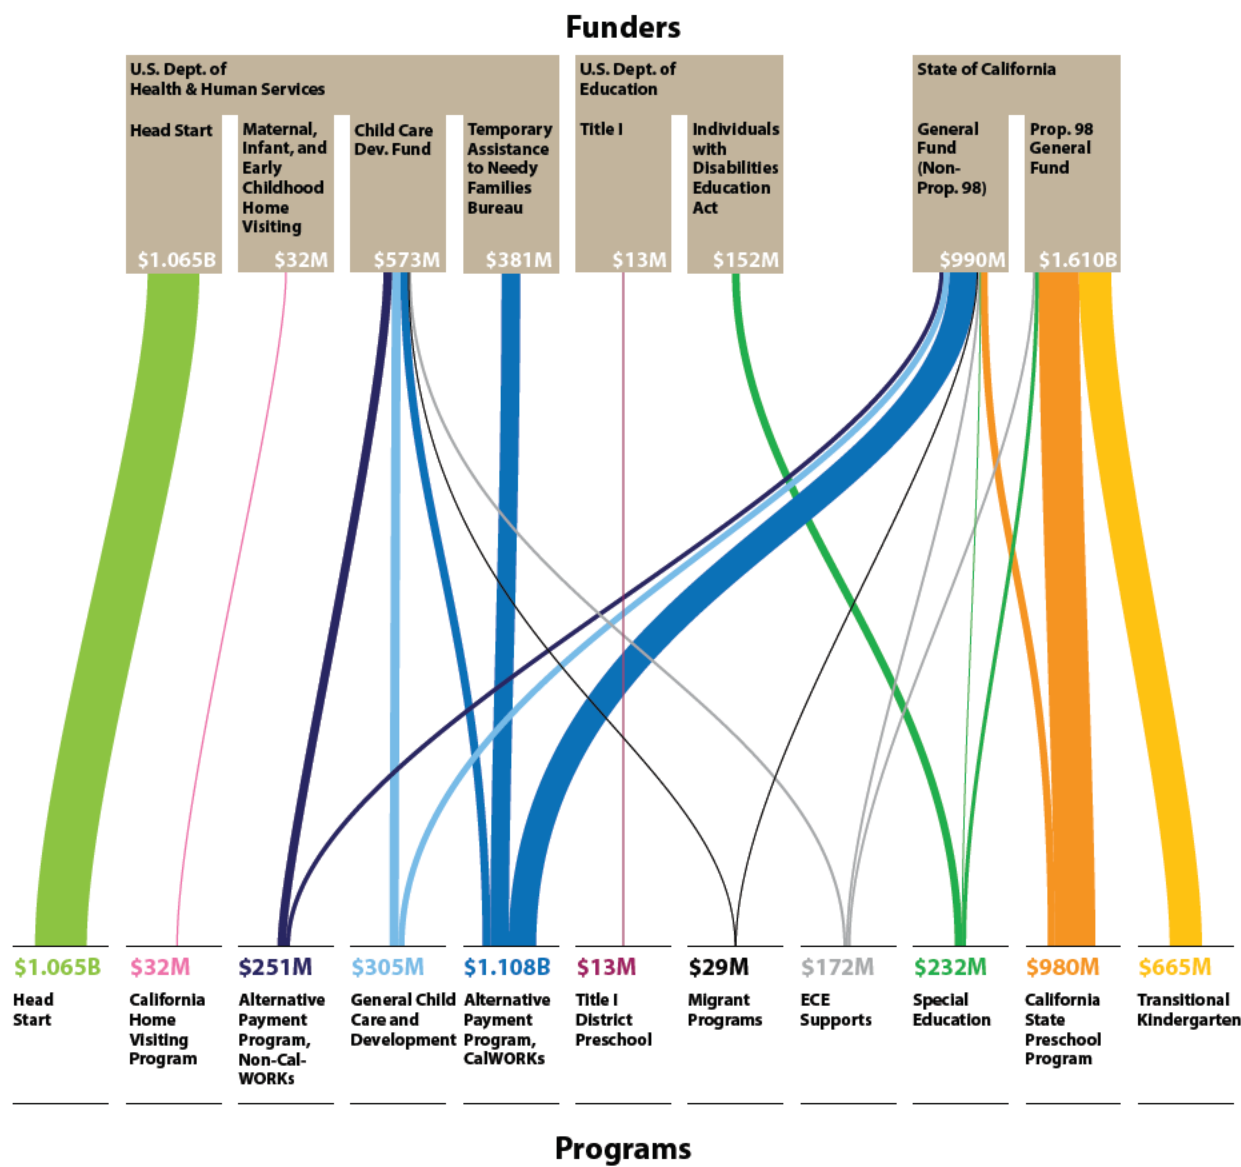 Funders
U.S. Dept. of
Health & Human Services
Head Start
$1.065B
Maternal,
Infant, and
Early
Childhood
Home
Visiting
$32M
Child Care
Dev. Fund
$573M
Temporary
Assistance
to Needy
Families
Bureau
$381M
U.S. Dept. of
Education
Title I
$13M
Individuals
with
Disabilities
Education
Act
$152M
State of California
General
Fund
(Non-
Prop. 98)
$990M
Prop. 98
General
Fund
$1.610B
$1.065B
Head
Start
$32M
California
Home
Visiting
Program
$251M
Alternative
Payment
Program,
Non-Cal-
WORKs
$305M
General Child
Care and
Development
$1.108B
Alternative
Payment
Program,
CalWORKs
$13M
Title I
District
Preschool
$29M
Migrant
Programs
$172M
ECE
Supports
$232M
Special
Education
$980M
California
State
Preschool
Program
$665M
Transitional
Kindergarten
Programs